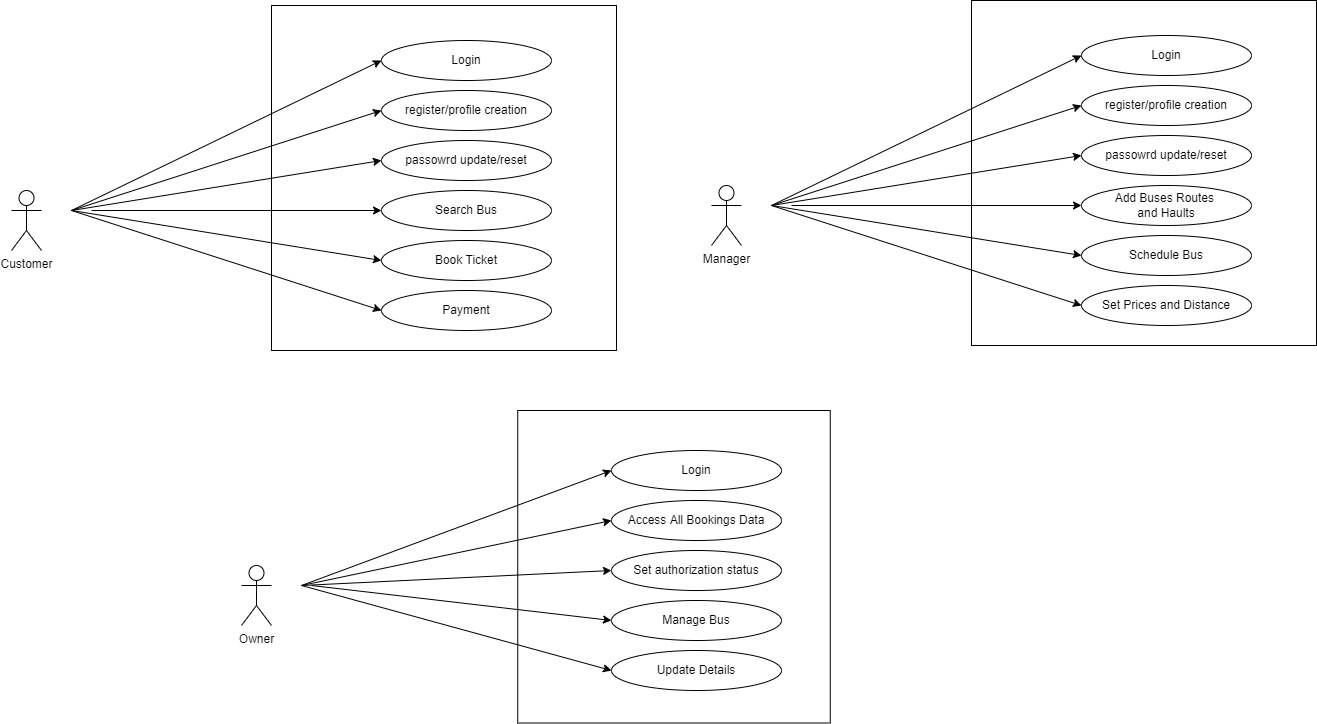 Login
register/profile creation
passowrd update/reset
Search Bus
Book Ticket
Payment
Customer
Login
register/profile creation
passowrd update/reset
Add Buses Routes
and Haults
Schedule Bus
Set Prices and Distance
Manager
Login
Access All Bookings Data
Set authorization status
Manage Bus
Update Details
Owner